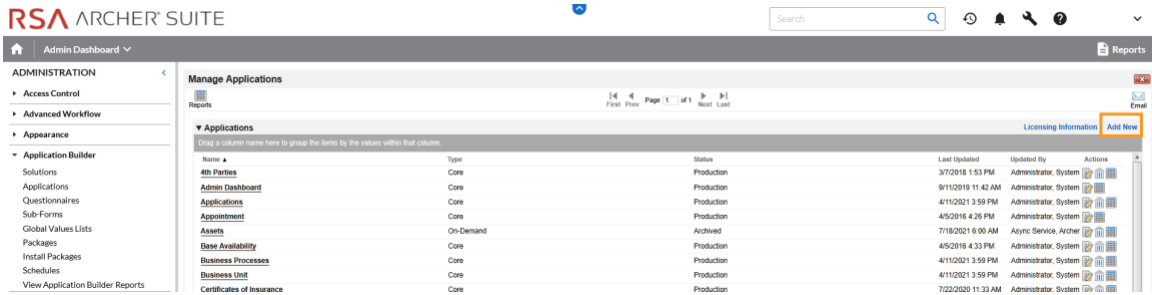 RSA ARCHER® SUITE
Search
Admin Dashboard
Reports
ADMINISTRATION
Access Control
Advanced Workflow
Appearance
Application Builder
Solutions
Applications
Questionnaires
Sub-Forms
Global Values Lists
Packages
Install Packages
Schedules
View Application Builder Reports
Manage Applications
Reports
First Prev Page 1 of 1 Next Last
Email
Applications
Licensing Information Add New
Drag a column name here to group the items by the values within that column.
Name Type Status Last Updated Updated By Actions
4th Parties Core Production 3/7/2018 1:53 PM Administrator, System
Admin Dashboard Core Production 9/11/2019 11:42 AM Administrator, System
Applications Core Production 4/11/2021 3:59 PM Administrator, System
Appointment Core Production 4/5/2016 4:26 PM Administrator, System
Assets On-Demand Archived 7/18/2021 6:00 AM Async Service, Archer
Base Availability Core Production 4/5/2016 4:33 PM Administrator, System
Business Processes Core Production 4/11/2021 3:59 PM Administrator, System
Business Unit Core Production 4/11/2021 3:59 PM Administrator, System
Certificates of Insurance Core Production 7/22/2020 11:33 AM Administrator, System